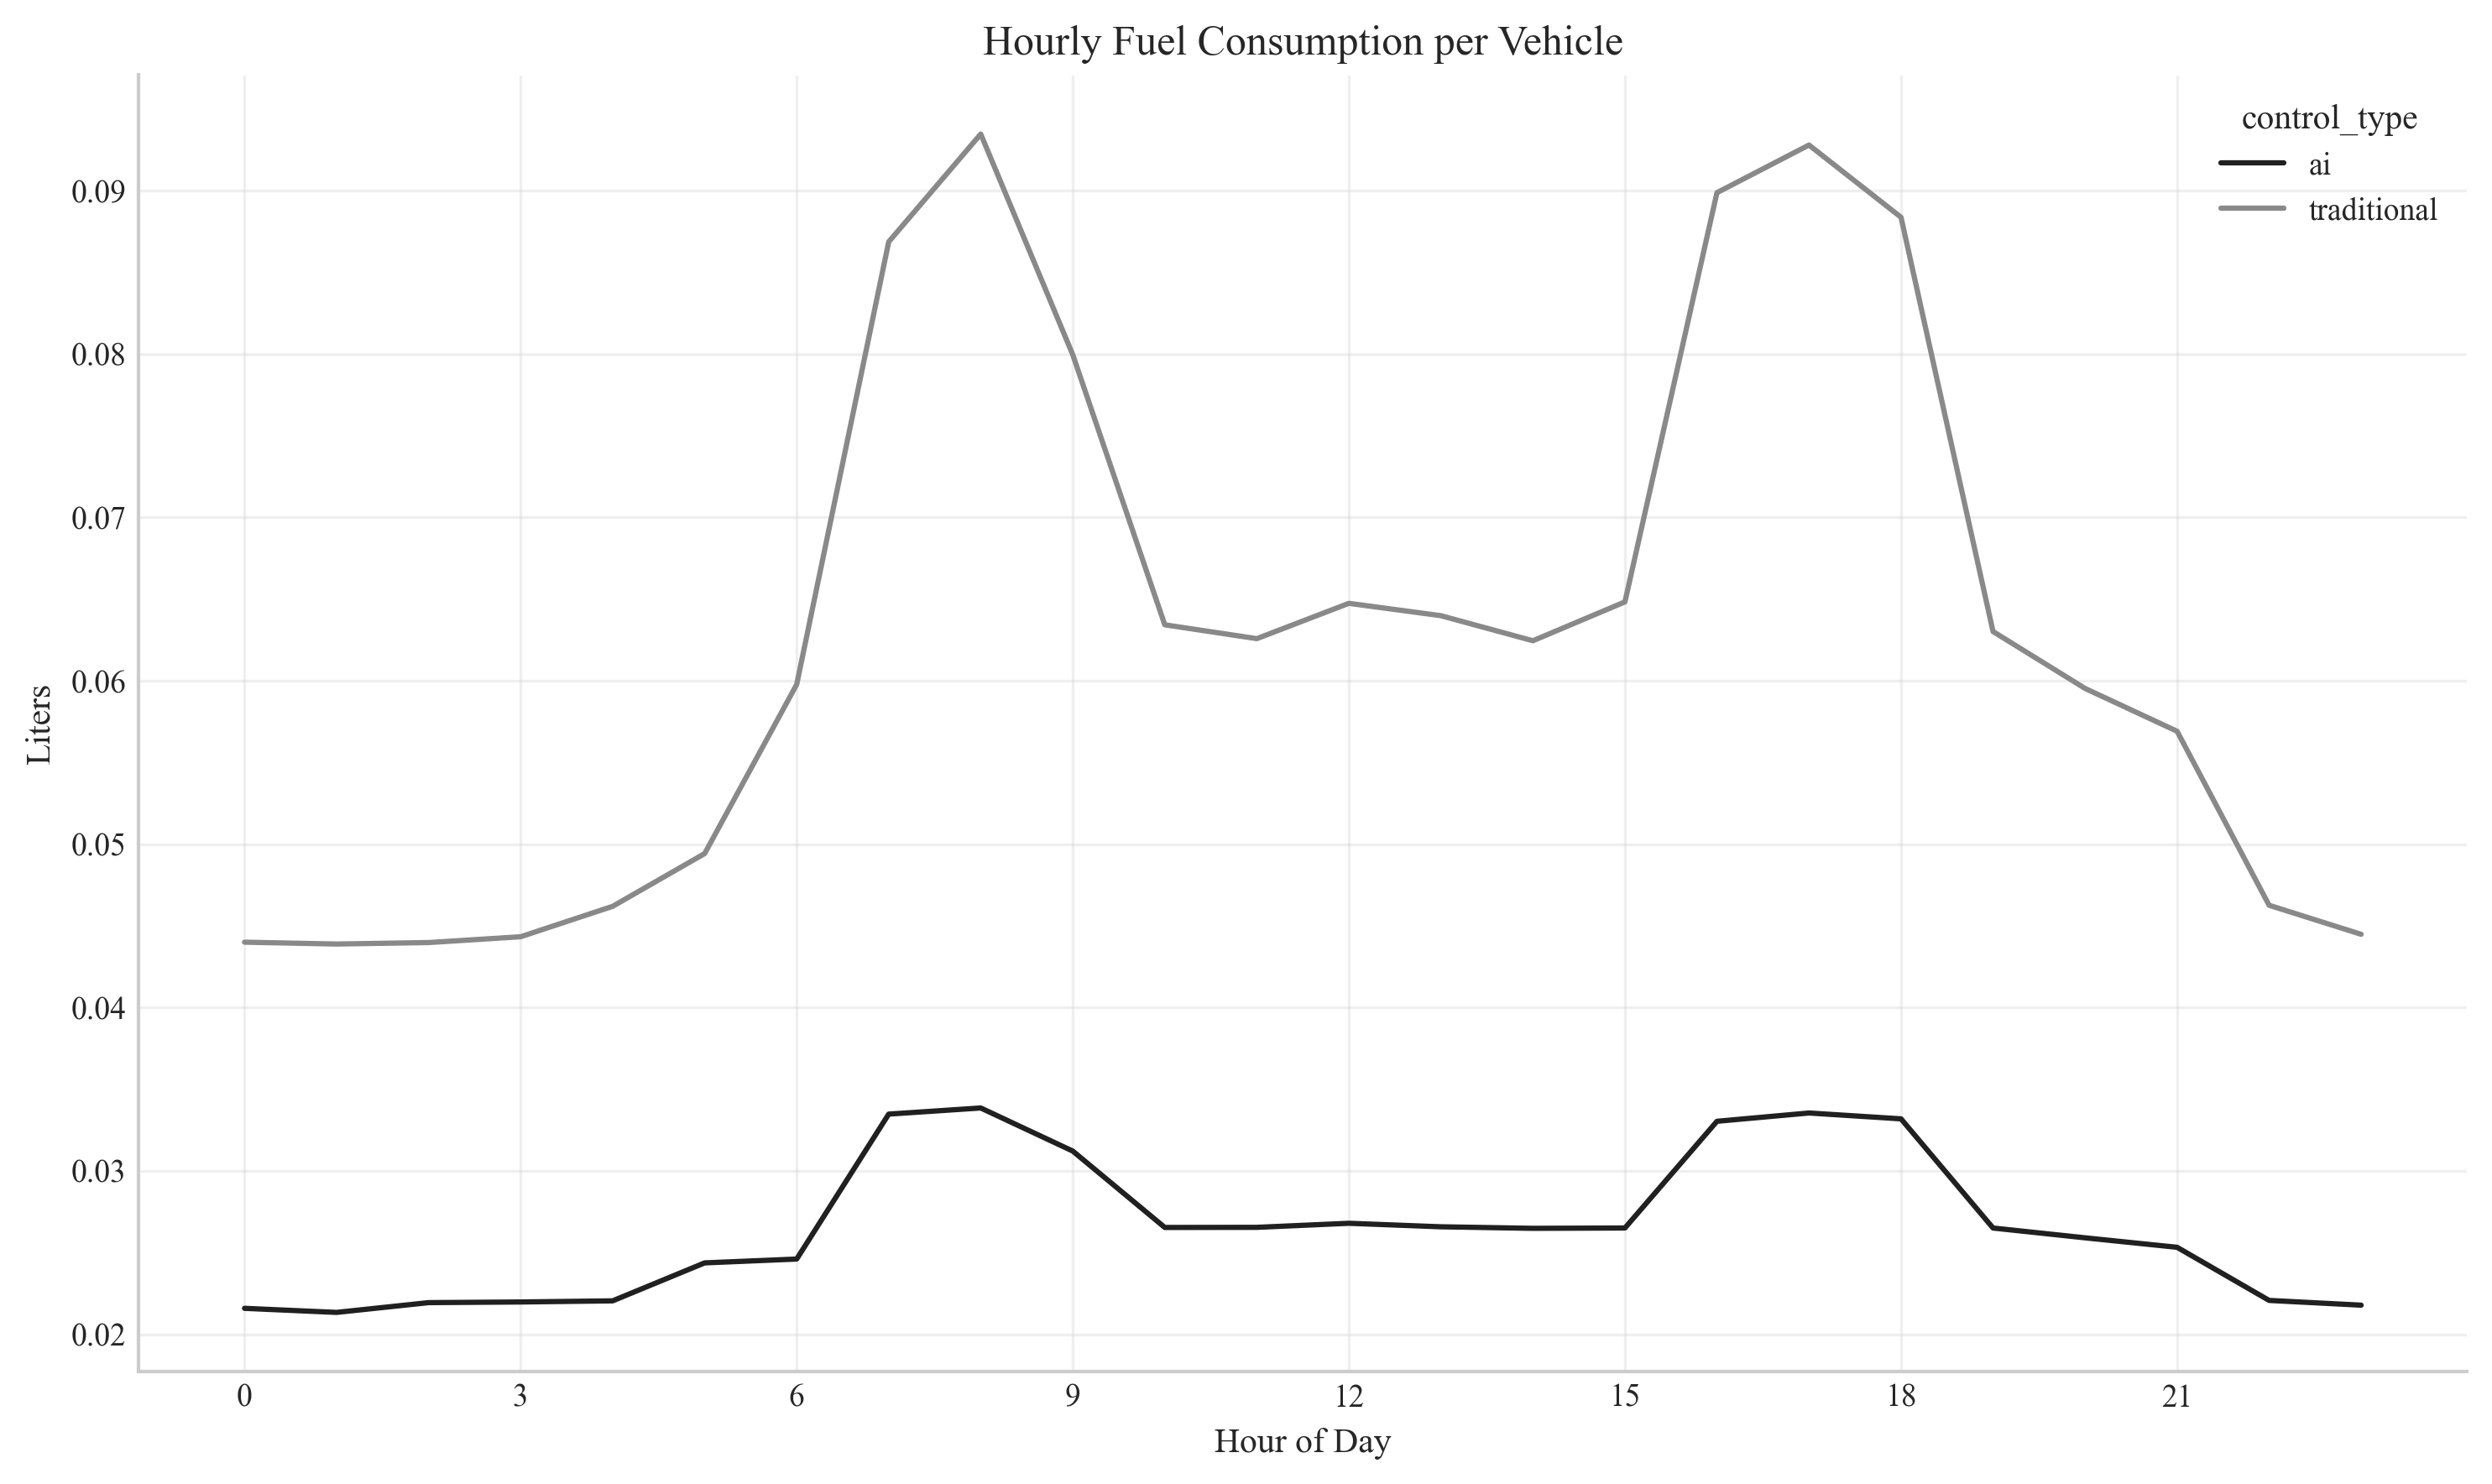 Hourly Fuel Consumption per Vehicle
control_type
ai
traditional
0.09
0.08
0.07
0.06
0.05
0.04
0.03
0.02
Liters
0 3 6 9 12 15 18 21
Hour of Day